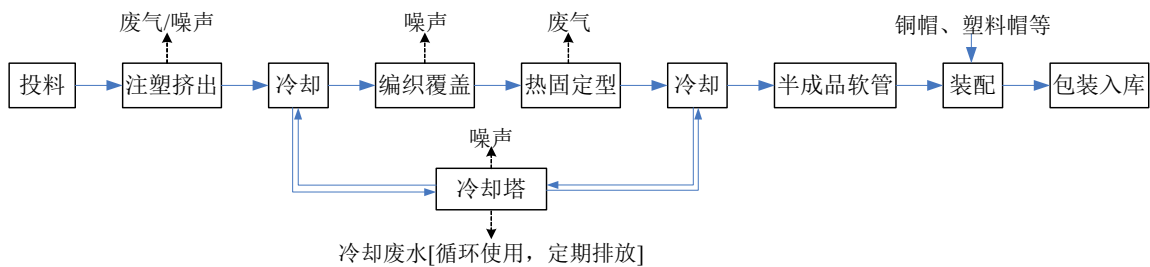 废气/噪声
噪声
废气
铜帽、塑料帽等
投料
注塑挤出
冷却
编织覆盖
热固定型
冷却
半成品软管
装配
包装入库
噪声
冷却塔
冷却废水[循环使用，定期排放]